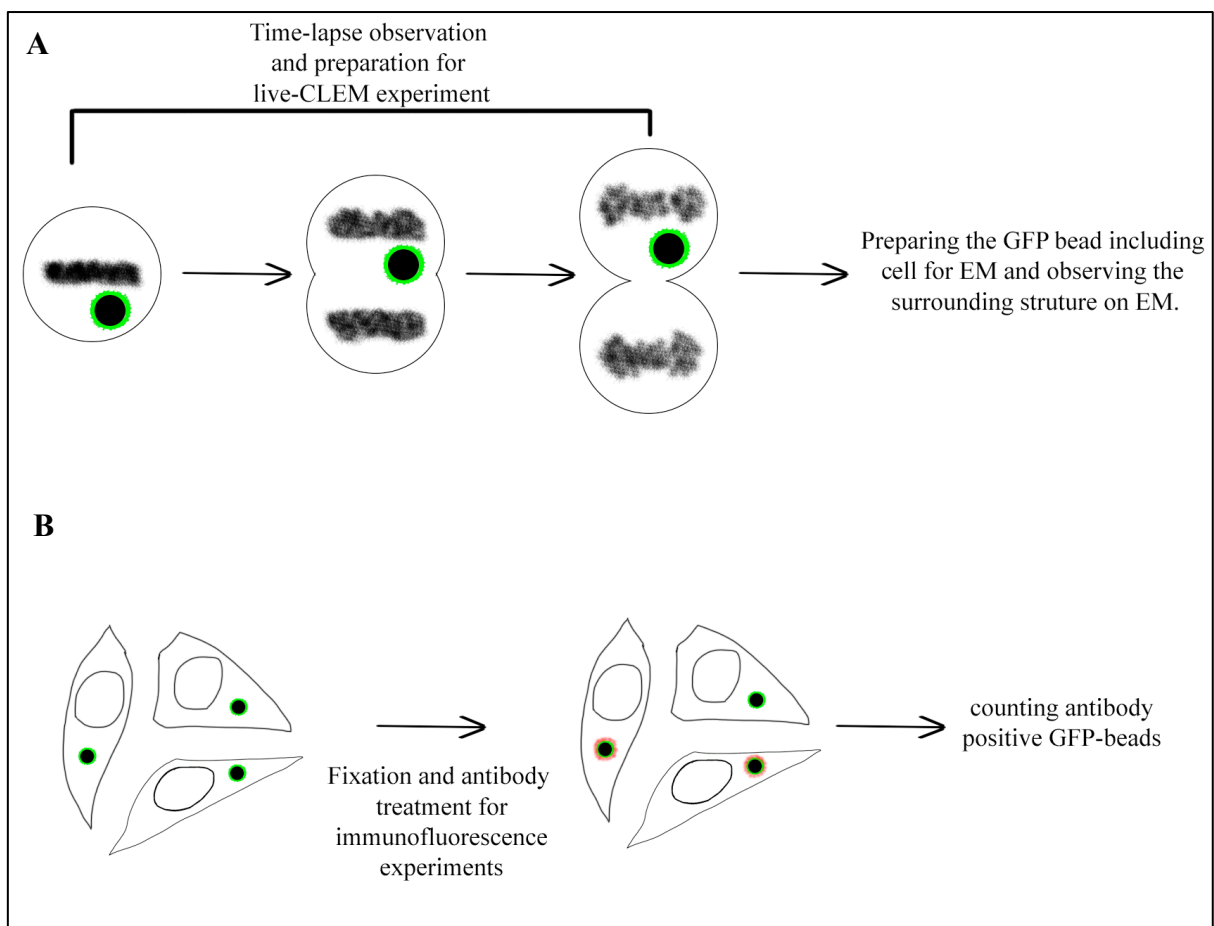 A
Time-lapse observation
and preparation for
live-CLEM experiment
Preparing the GFP bead including
cell for EM and observing the
surrounding struture on EM.
B
Fixation and antibody
treatment for
immunofluorescence
experiments
counting antibody
positive GFP-beads